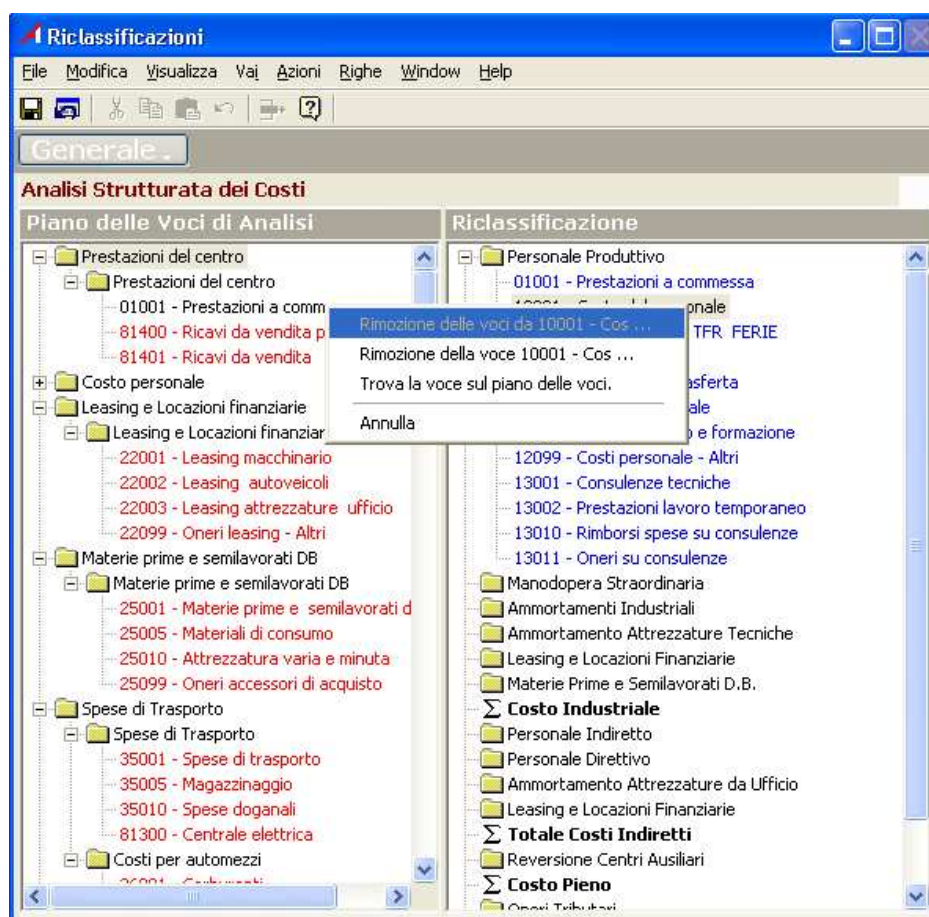 Riclassificazioni
File Modifica Visualizza Vai Azioni Righe Window Help
Generale .
Analisi Strutturata dei Costi
Piano delle Voci di Analisi
Prestazioni del centro
Prestazioni del centro
01001 - Prestazioni a comm
81400 - Ricavi da vendita p
81401 - Ricavi da vendita
Costo personale
Leasing e Locazioni finanziarie
Leasing e Locazioni finanziar
22001 - Leasing macchinario
22002 - Leasing autoveicoli
22003 - Leasing attrezzature ufficio
22099 - Oneri leasing - Altri
Materie prime e semilavorati DB
Materie prime e semilavorati DB
25001 - Materie prime e semilavorati d
25005 - Materiali di consumo
25010 - Attrezzatura varia e minuta
25099 - Oneri accessori di acquisto
Spese di Trasporto
Spese di Trasporto
35001 - Spese di trasporto
35005 - Magazzinaggio
35010 - Spese doganali
81300 - Centrale elettrica
Costi per automezzi
Riclassificazione
Personale Produttivo
01001 - Prestazioni a commessa
onale
TFR FERIE
asferta
ale
o e formazione
12099 - Costi personale - Altri
13001 - Consulenze tecniche
13002 - Prestazioni lavoro temporaneo
13010 - Rimborsi spese su consulenze
13011 - Oneri su consulenze
Manodopera Straordinaria
Ammortamenti Industriali
Ammortamento Attrezzature Tecniche
Leasing e Locazioni Finanziarie
Materie Prime e Semilavorati D.B.
Σ Costo Industriale
Personale Indiretto
Personale Direttivo
Ammortamento Attrezzature da Ufficio
Leasing e Locazioni Finanziarie
Σ Totale Costi Indiretti
Reversione Centri Ausiliari
Σ Costo Pieno
Oneri Tributari
Rimozione delle voci da 10001 - Cos ...
Rimozione della voce 10001 - Cos ...
Trova la voce sul piano delle voci.
Annulla